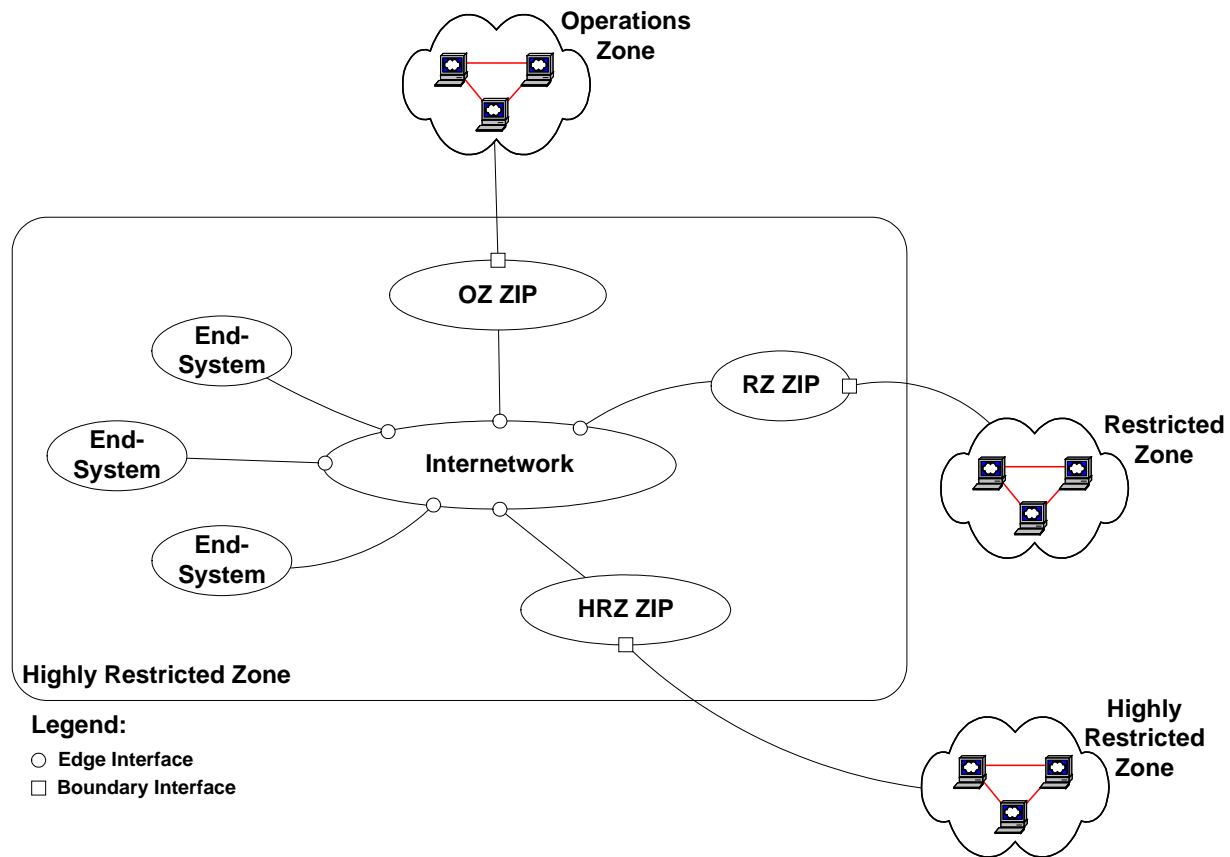 Operations
Zone
OZ ZIP
End-
System
RZ ZIP
End-
System
Internetwork
Restricted
Zone
End-
System
HRZ ZIP
Highly Restricted Zone
Highly
Restricted
Zone
Legend:
Edge Interface
Boundary Interface